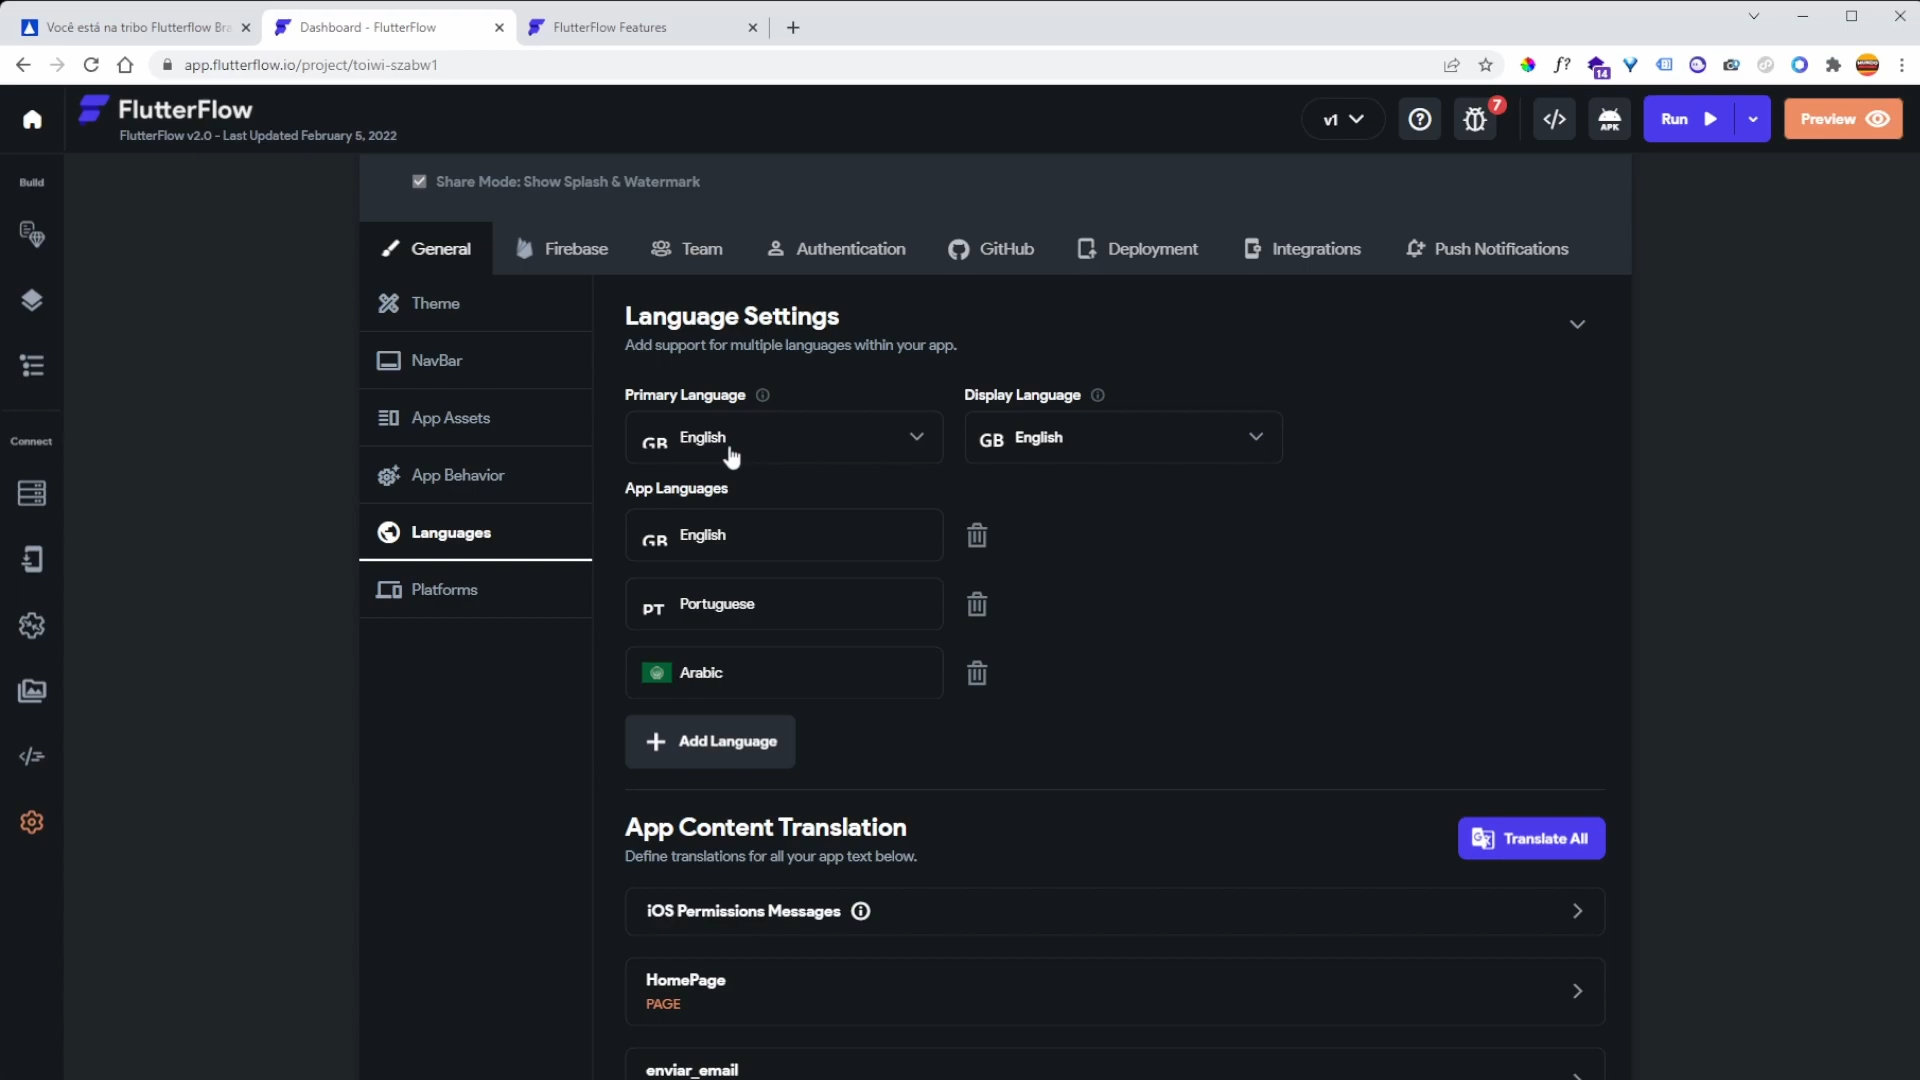 Você está na tribo Flutterflow Bra
Dashboard - FlutterFlow
FlutterFlow Features
app.flutterflow.io/project/toiwi-szabw1
f?
14
FlutterFlow
FlutterFlow v2.0 - Last Updated February 5, 2022
v1
7
</>
APK
Run
Preview
Build
Connect
Share Mode: Show Splash & Watermark
General
Firebase
Team
Authentication
GitHub
Deployment
Integrations
Push Notifications
Theme
NavBar
App Assets
App Behavior
Languages
Platforms
Language Settings
Add support for multiple languages within your app.
Primary Language
Display Language
GB English
GB English
App Languages
GB English
PT Portuguese
Arabic
+ Add Language
App Content Translation
Define translations for all your app text below.
Translate All
iOS Permissions Messages
HomePage
PAGE
enviar_email